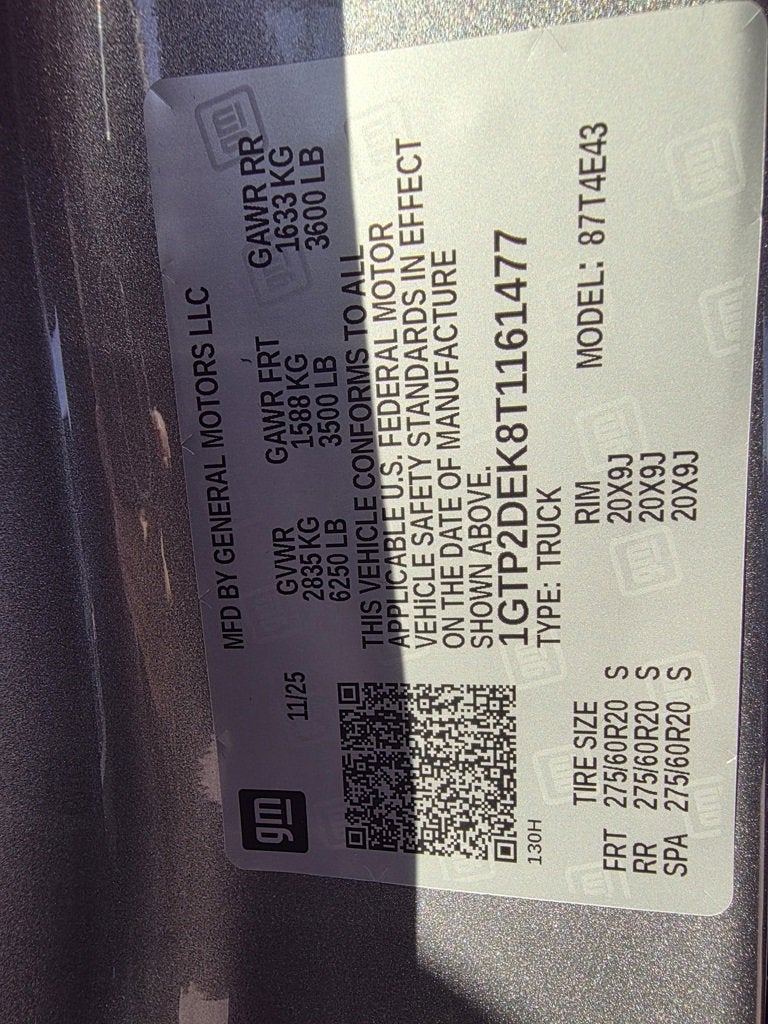 gm
11/25
MFD BY GENERAL MOTORS LLC
GVWR GAWR FRT GAWR RR
2835 KG 1588 KG 1633 KG
6250 LB 3500 LB 3600 LB
THIS VEHICLE CONFORMS TO ALL
APPLICABLE U.S. FEDERAL MOTOR
VEHICLE SAFETY STANDARDS IN EFFECT
ON THE DATE OF MANUFACTURE
SHOWN ABOVE.
1GTP2DEK8T1161477
130H
TYPE: TRUCK
TIRE SIZE RIM MODEL: 87T4E43
FRT 275/60R20 S 20X9J
RR 275/60R20 S 20X9J
SPA 275/60R20 S 20X9J